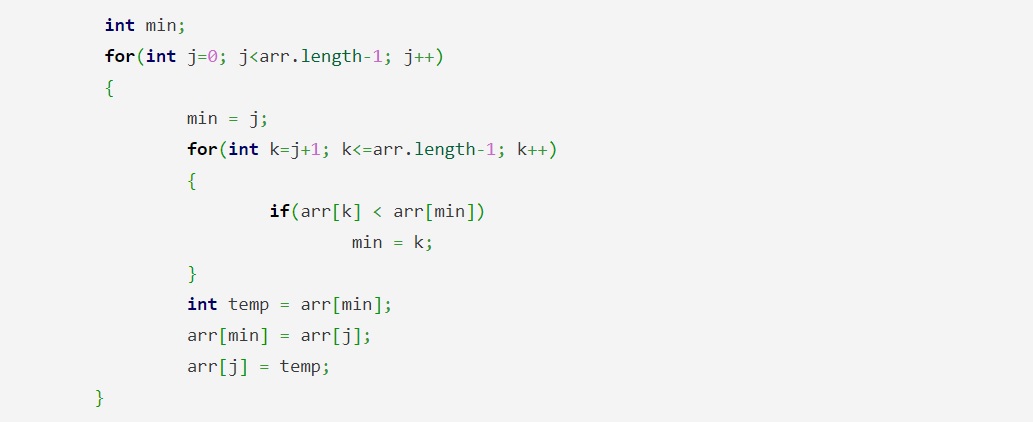 int min;
for(int j=0; j<arr.length-1; j++)
{
min = j;
for(int k=j+1; k<=arr.length-1; k++)
{
if(arr[k] < arr[min])
min = k;
}
int temp = arr[min];
arr[min] = arr[j];
arr[j] = temp;
}